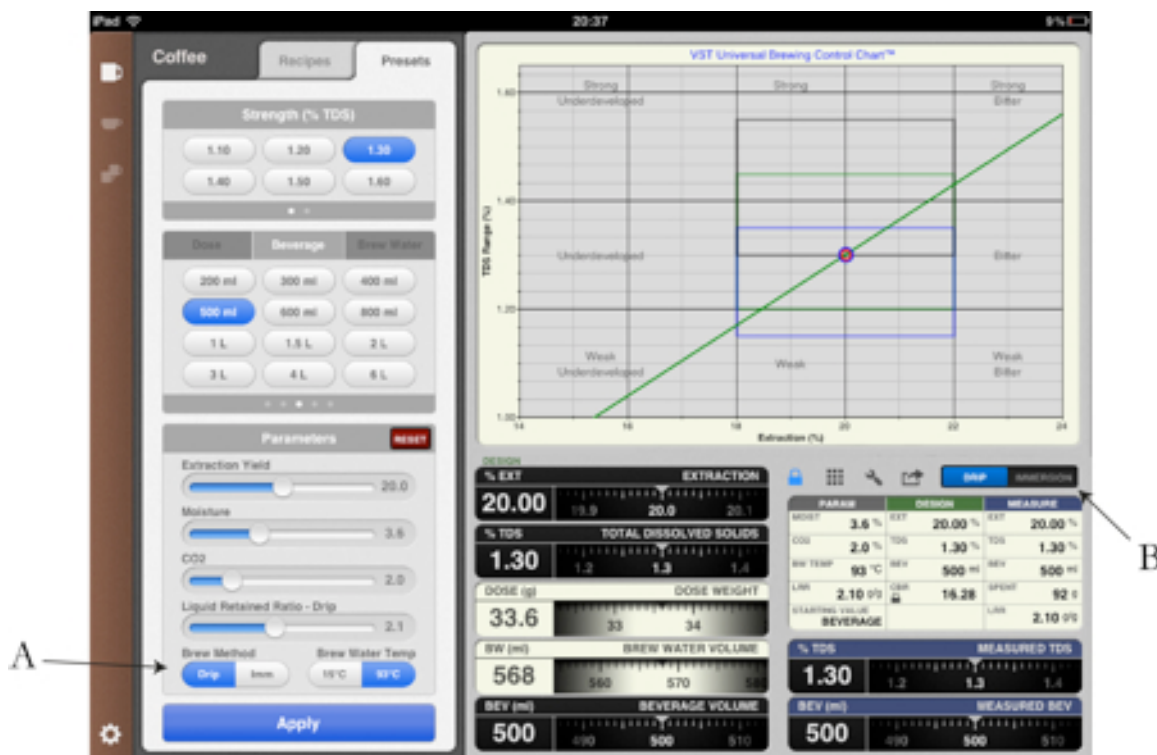 iPad 20:37 9%
Coffee Recipes Presets
Strength (% TDS)
1.10 1.20 1.30
1.40 1.50 1.60
Dose Beverage Brew Water
200 ml 300 ml 400 ml
500 ml 600 ml 800 ml
1 L 1.5 L 2 L
3 L 4 L 6 L
Parameters RESET
Extraction Yield
20.0
Moisture
3.6
CO2
2.0
Liquid Retained Ratio - Drip
2.1
Brew Method Brew Water Temp
Drip Imm 15°C 93°C
Apply
A
VST Universal Brewing Control Chart™
Strong Underdeveloped
Strong
Strong Bitter
Underdeveloped
Bitter
Weak Underdeveloped
Weak
Weak Bitter
TDS Range (%)
1.60
1.40
1.20
1.00
14 16 18 20 22 24
Extraction (%)
DESIGN
% EXT EXTRACTION
20.00 19.9 20.0 20.1
% TDS TOTAL DISSOLVED SOLIDS
1.30 1.2 1.3 1.4
DOSE (g) DOSE WEIGHT
33.6 33 34
BW (ml) BREW WATER VOLUME
568 560 570 580
BEV (ml) BEVERAGE VOLUME
500 490 500 510
DRIP IMMERSION
B
PARAM DESIGN MEASURE
MOIST 3.6 % EXT 20.00 % EXT 20.00 %
CO2 2.0 % TDS 1.30 % TDS 1.30 %
BW TEMP 93 °C BEV 500 ml BEV 500 ml
LRR 2.10 g/g CBR 16.28 SPENT 92 g
STARTING VALUE BEVERAGE LRR 2.10 g/g
% TDS MEASURED TDS
1.30 1.2 1.3 1.4
BEV (ml) MEASURED BEV
500 490 500 510